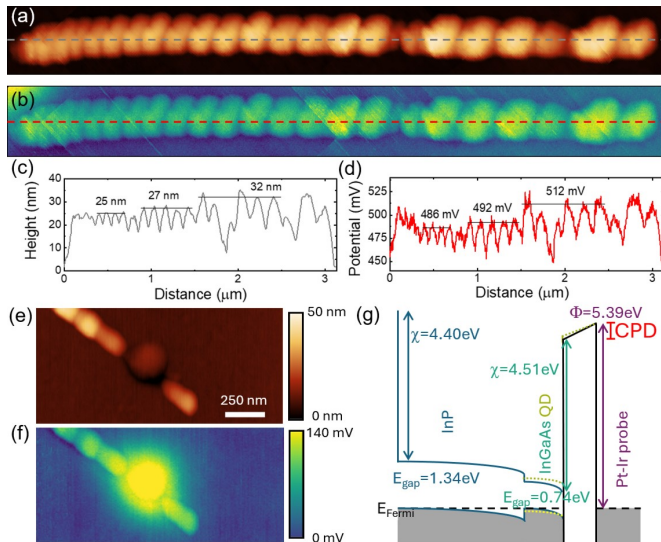 (a)
(b)
(c)
Height (nm)
40
30
20
10
0
25 nm
27 nm
32 nm
0
1
2
3
Distance (μm)
(d)
Potential (mV)
525
500
475
450
486 mV
492 mV
512 mV
0
1
2
3
Distance (μm)
(e)
250 nm
50 nm
0 nm
(f)
140 mV
0 mV
(g)
Φ=5.39eV
CPD
χ=4.40eV
χ=4.51eV
InP
InGaAs QD
Pt-Ir probe
Egap=1.34eV
Egap=0.74eV
EFermi